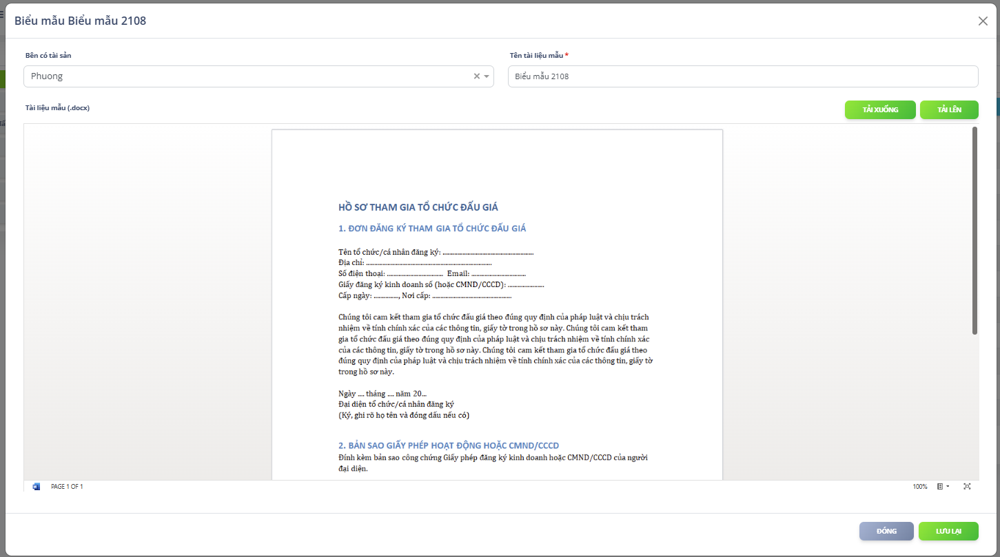 Biểu mẫu Biểu mẫu 2108
Bên có tài sản
Tên tài liệu mẫu *
Phuong
Biểu mẫu 2108
Tài liệu mẫu (.docx)
TẢI XUỐNG
TẢI LÊN
HỒ SƠ THAM GIA TỔ CHỨC ĐẤU GIÁ
1. ĐƠN ĐĂNG KÝ THAM GIA TỔ CHỨC ĐẤU GIÁ
Tên tổ chức/cá nhân đăng ký: .......................................................
Địa chỉ: ............................................................................
Số điện thoại: .................................. Email: .................................
Giấy đăng ký kinh doanh số (hoặc CMND/CCCD): ......................
Cấp ngày: ..............., Nơi cấp: ................................................
Chúng tôi cam kết tham gia tổ chức đấu giá theo đúng quy định của pháp luật và chịu trách
nhiệm về tính chính xác của các thông tin, giấy tờ trong hồ sơ này. Chúng tôi cam kết tham
gia tổ chức đấu giá theo đúng quy định của pháp luật và chịu trách nhiệm về tính chính xác
của các thông tin, giấy tờ trong hồ sơ này. Chúng tôi cam kết tham gia tổ chức đấu giá theo
đúng quy định của pháp luật và chịu trách nhiệm về tính chính xác của các thông tin, giấy tờ
trong hồ sơ này.
Ngày .... tháng .... năm 20...
Đại diện tổ chức/cá nhân đăng ký
(Ký, ghi rõ họ tên và đóng dấu nếu có)
2. BẢN SAO GIẤY PHÉP HOẠT ĐỘNG HOẶC CMND/CCCD
Đính kèm bản sao công chứng Giấy phép đăng ký kinh doanh hoặc CMND/CCCD của người
đại diện.
PAGE 1 OF 1
100%
ĐÓNG
LƯU LẠI